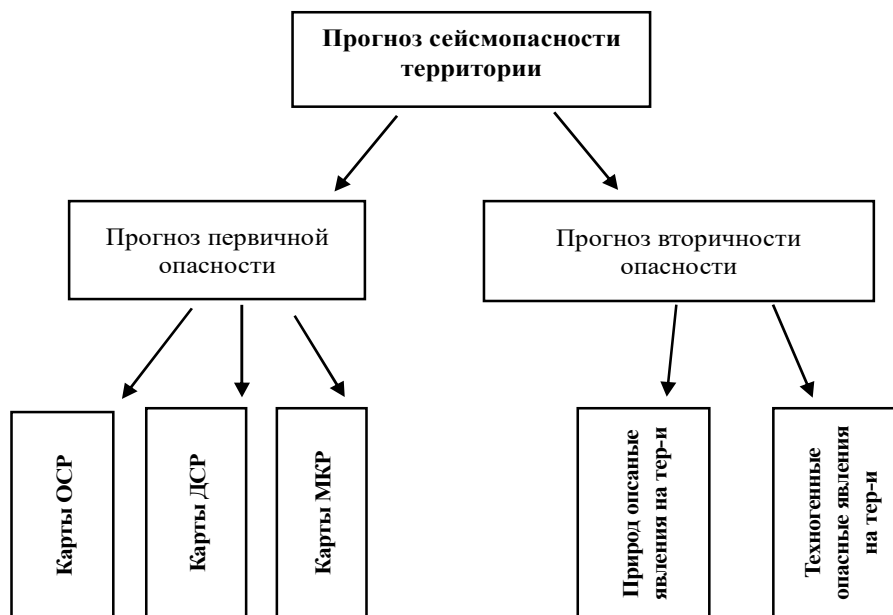 Прогноз сейсмопасности
территории
Прогноз первичной
опасности
Прогноз вторичности
опасности
Карты ОСР
Карты ДСР
Карты МКР
Природ опсаные
явления на тер-и
Техногенные
опасные явления
на тер-и